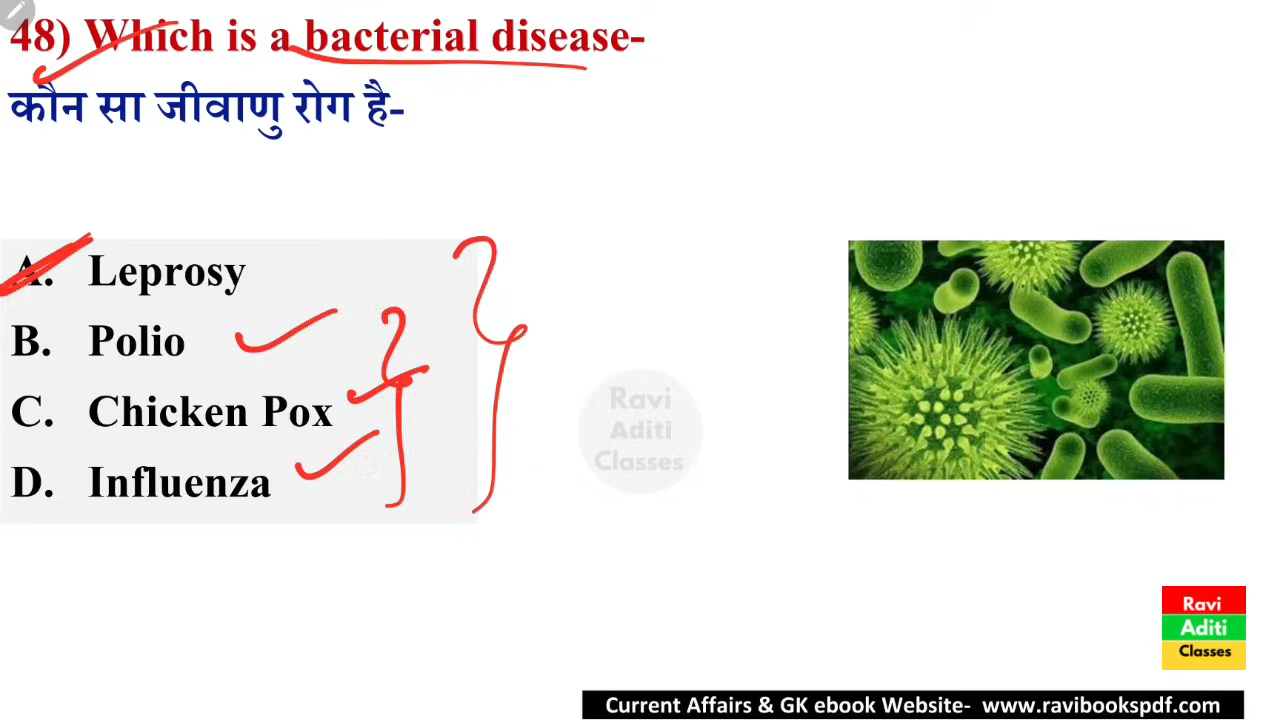 48) Which is a bacterial disease-
कौन सा जीवाणु रोग है-
A. Leprosy
B. Polio
C. Chicken Pox
D. Influenza
Ravi
Aditi
Classes
Ravi
Aditi
Classes
Current Affairs & GK ebook Website- www.ravibookspdf.com